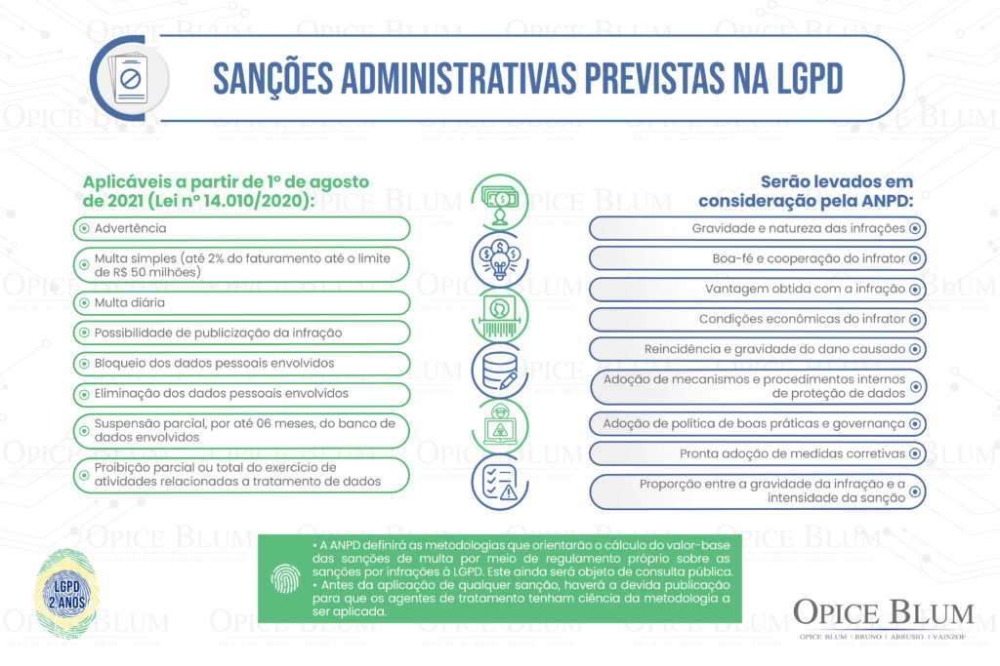 SANÇÕES ADMINISTRATIVAS PREVISTAS NA LGPD
Aplicáveis a partir de 1º de agosto
de 2021 (Lei nº 14.010/2020):
Advertência
Multa simples (até 2% do faturamento até o limite
de R$ 50 milhões)
Multa diária
Possibilidade de publicização da infração
Bloqueio dos dados pessoais envolvidos
Eliminação dos dados pessoais envolvidos
Suspensão parcial, por até 06 meses, do banco de
dados envolvidos
Proibição parcial ou total do exercício de
atividades relacionadas a tratamento de dados
Serão levados em
consideração pela ANPD:
Gravidade e natureza das infrações
Boa-fé e cooperação do infrator
Vantagem obtida com a infração
Condições econômicas do infrator
Reincidência e gravidade do dano causado
Adoção de mecanismos e procedimentos internos
de proteção de dados
Adoção de política de boas práticas e governança
Pronta adoção de medidas corretivas
Proporção entre a gravidade da infração e a
intensidade da sanção
• A ANPD definirá as metodologias que orientarão o cálculo do valor-base
das sanções de multa por meio de regulamento próprio sobre as
sanções por infrações à LGPD. Este ainda será objeto de consulta pública.
• Antes da aplicação de qualquer sanção, haverá a devida publicação
para que os agentes de tratamento tenham ciência da metodologia a
ser aplicada.
LGPD
2 ANOS
OPICE BLUM
OPICE BLUM | BRUNO | ABRUSIO | VAINZOF